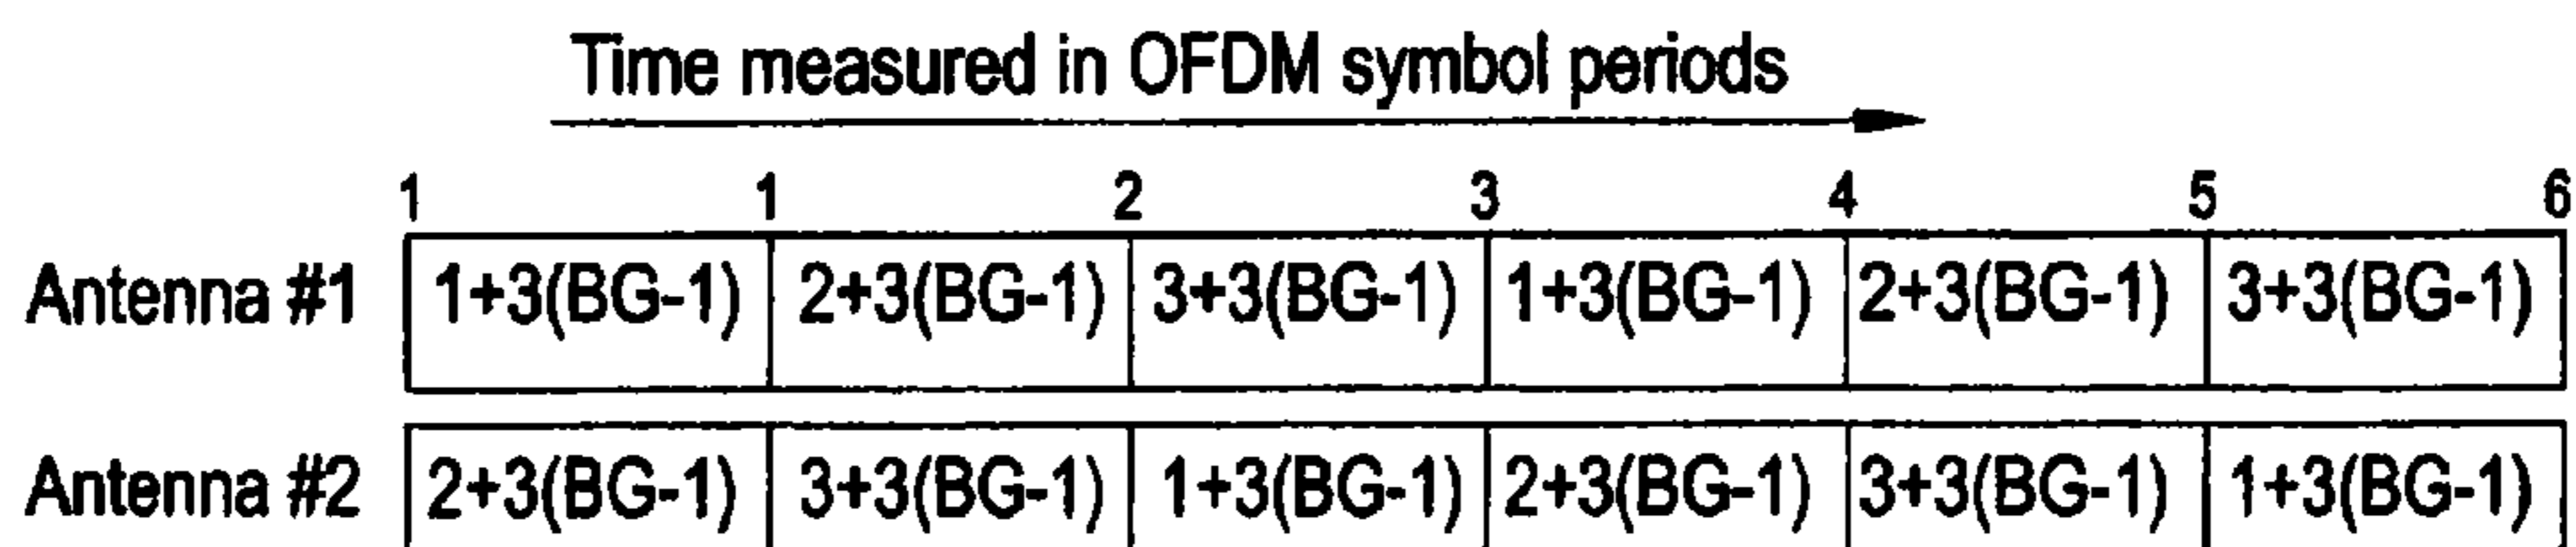 Time measured in OFDM symbol periods
1 1 2 3 4 5 6
Antenna #1 1+3(BG-1) 2+3(BG-1) 3+3(BG-1) 1+3(BG-1) 2+3(BG-1) 3+3(BG-1)
Antenna #2 2+3(BG-1) 3+3(BG-1) 1+3(BG-1) 2+3(BG-1) 3+3(BG-1) 1+3(BG-1)